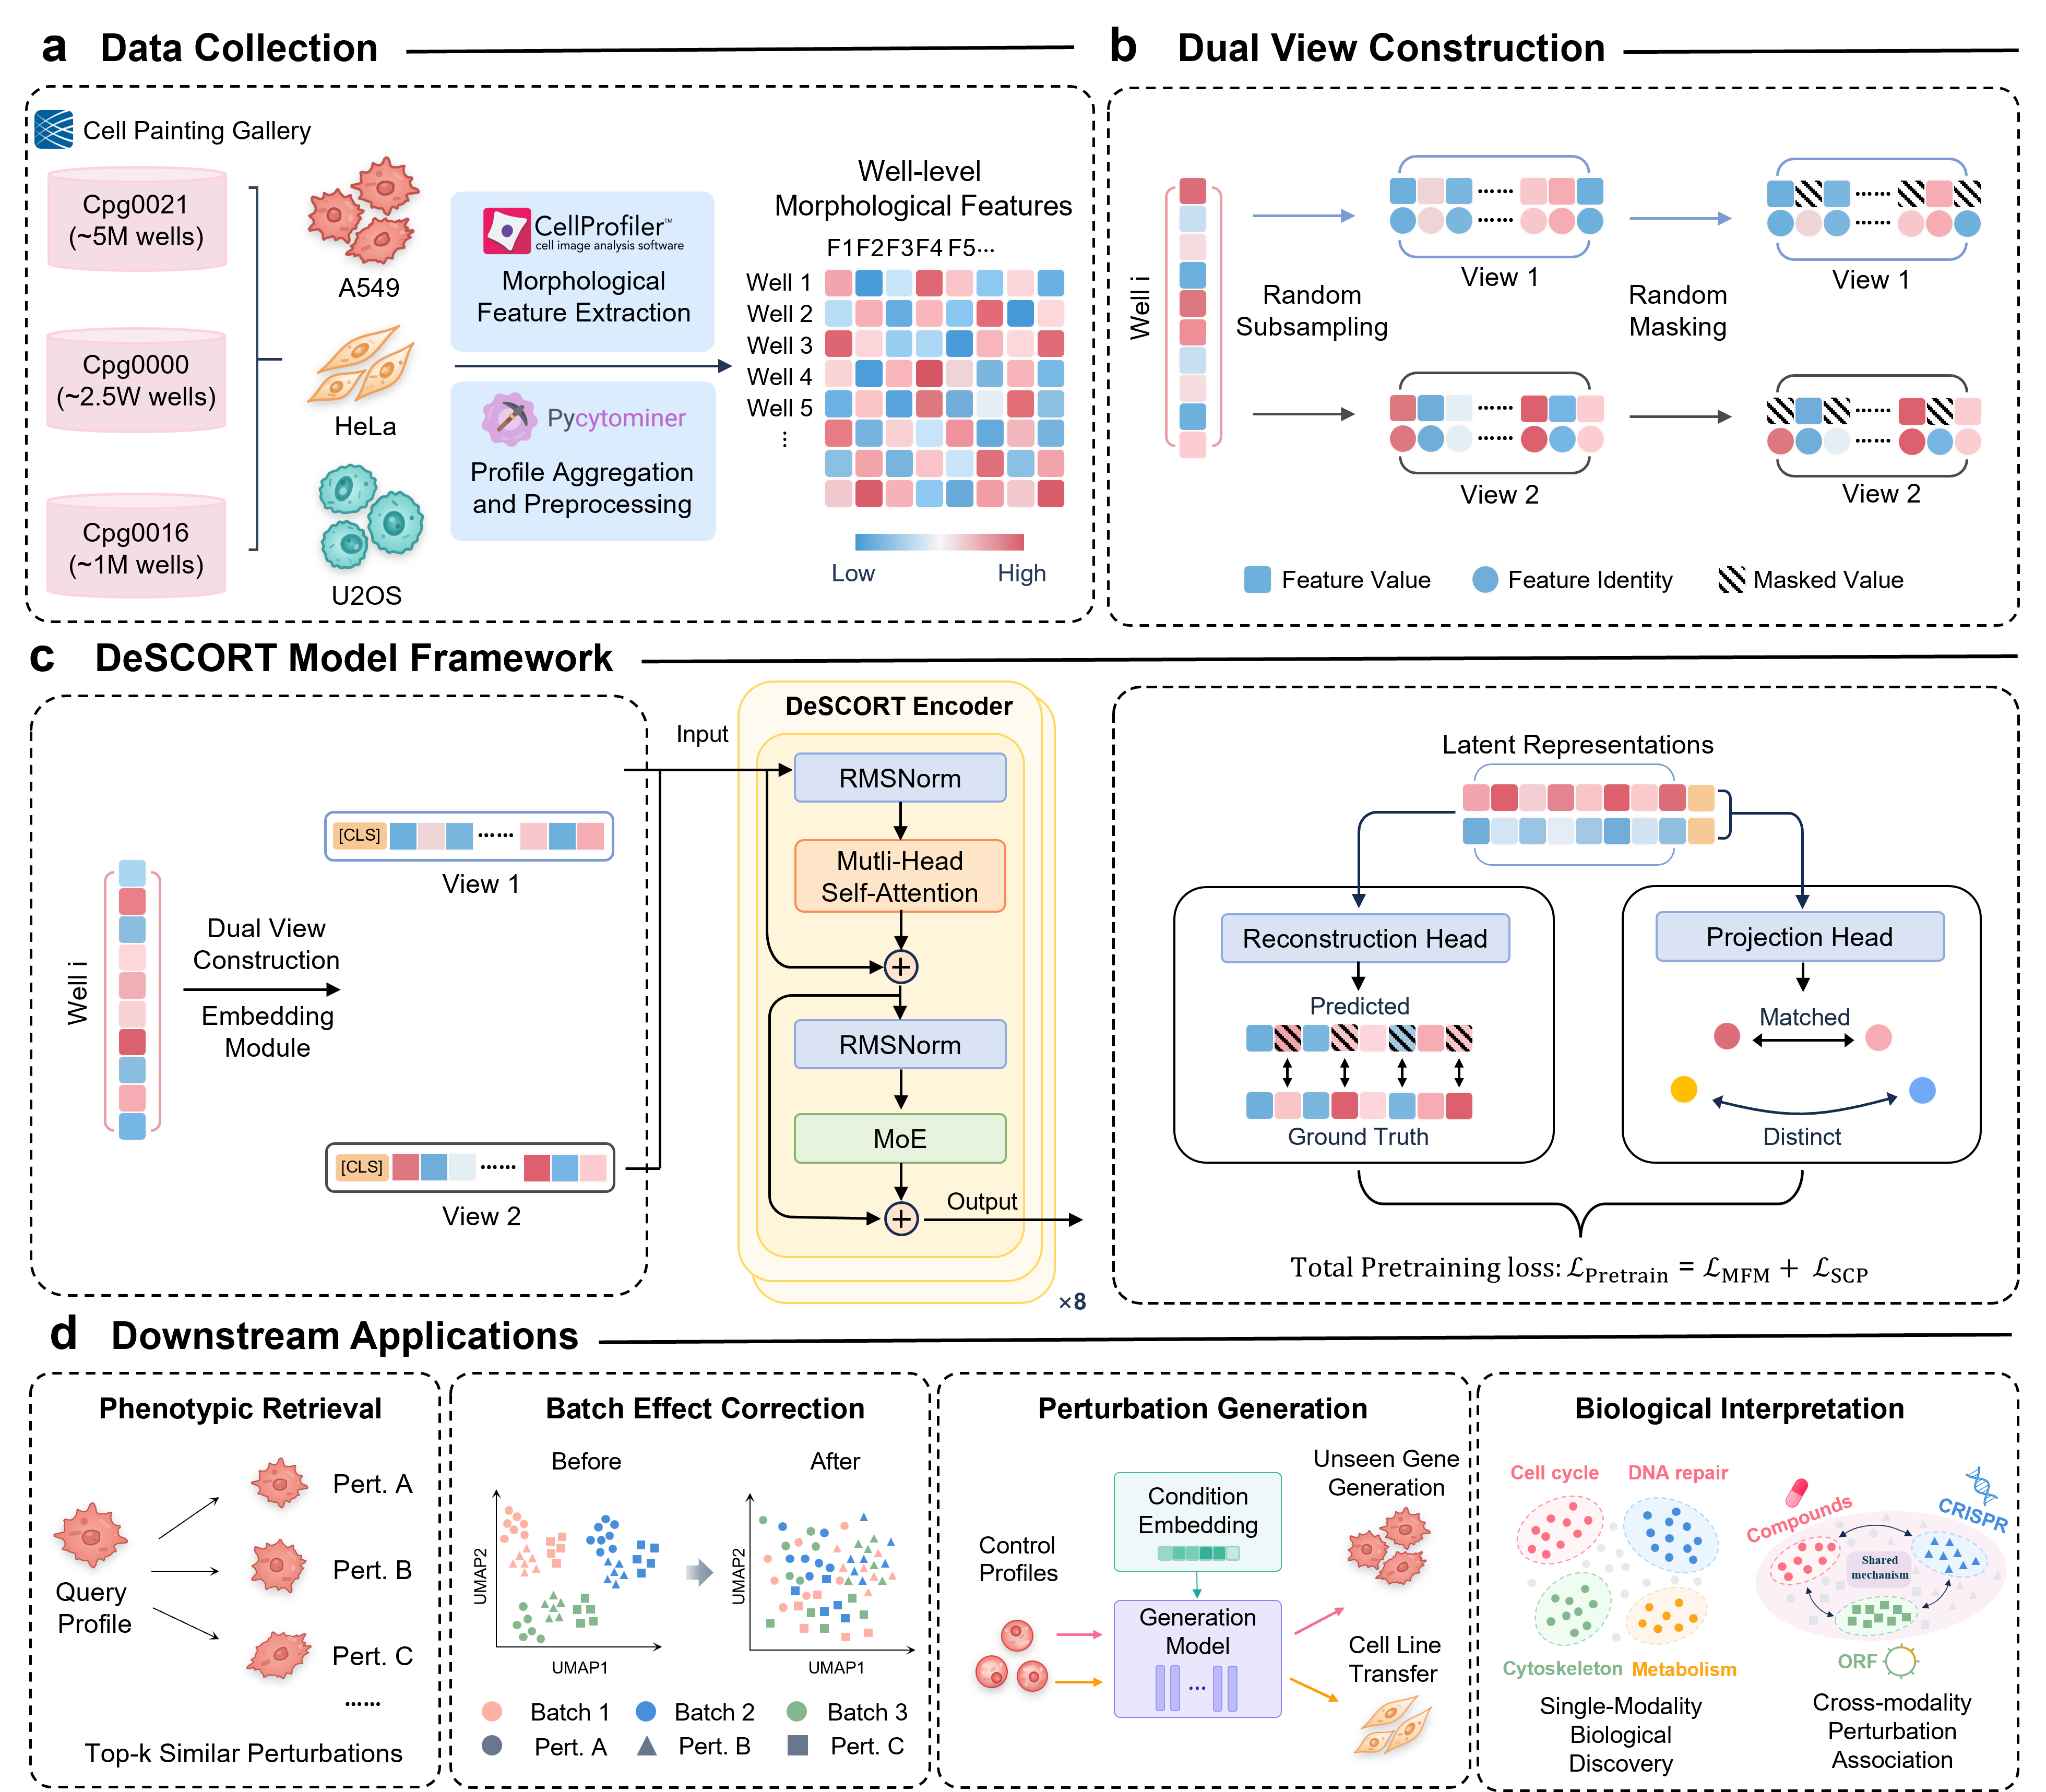 a Data Collection
Cell Painting Gallery
Cpg0021
(~5M wells)
Cpg0000
(~2.5W wells)
Cpg0016
(~1M wells)
A549
HeLa
U2OS
CellProfiler™
cell image analysis software
Morphological
Feature Extraction
Pycytominer
Profile Aggregation
and Preprocessing
Well-level
Morphological Features
F1 F2 F3 F4 F5...
Well 1
Well 2
Well 3
Well 4
Well 5
⋮
Low High
b Dual View Construction
Well i
Random
Subsampling
View 1
View 2
Random
Masking
View 1
View 2
Feature Value Feature Identity Masked Value
c DeSCORT Model Framework
Well i
Dual View
Construction
Embedding
Module
[CLS] ......
View 1
[CLS] ......
View 2
Input
DeSCORT Encoder
RMSNorm
Mutli-Head
Self-Attention
+
RMSNorm
MoE
+
Output
×8
Latent Representations
Reconstruction Head
Predicted
Ground Truth
Projection Head
Matched
Distinct
Total Pretraining loss: ℒPretrain = ℒMFM + ℒSCP
d Downstream Applications
Phenotypic Retrieval
Query
Profile
Pert. A
Pert. B
Pert. C
......
Top-k Similar Perturbations
Batch Effect Correction
Before After
UMAP2
UMAP1
UMAP2
UMAP1
Batch 1 Batch 2 Batch 3
Pert. A Pert. B Pert. C
Perturbation Generation
Control
Profiles
Condition
Embedding
Generation
Model
...
Unseen Gene
Generation
Cell Line
Transfer
Biological Interpretation
Cell cycle DNA repair
Cytoskeleton Metabolism
Single-Modality
Biological
Discovery
Compounds
CRISPR
Shared
mechanism
ORF
Cross-modality
Perturbation
Association